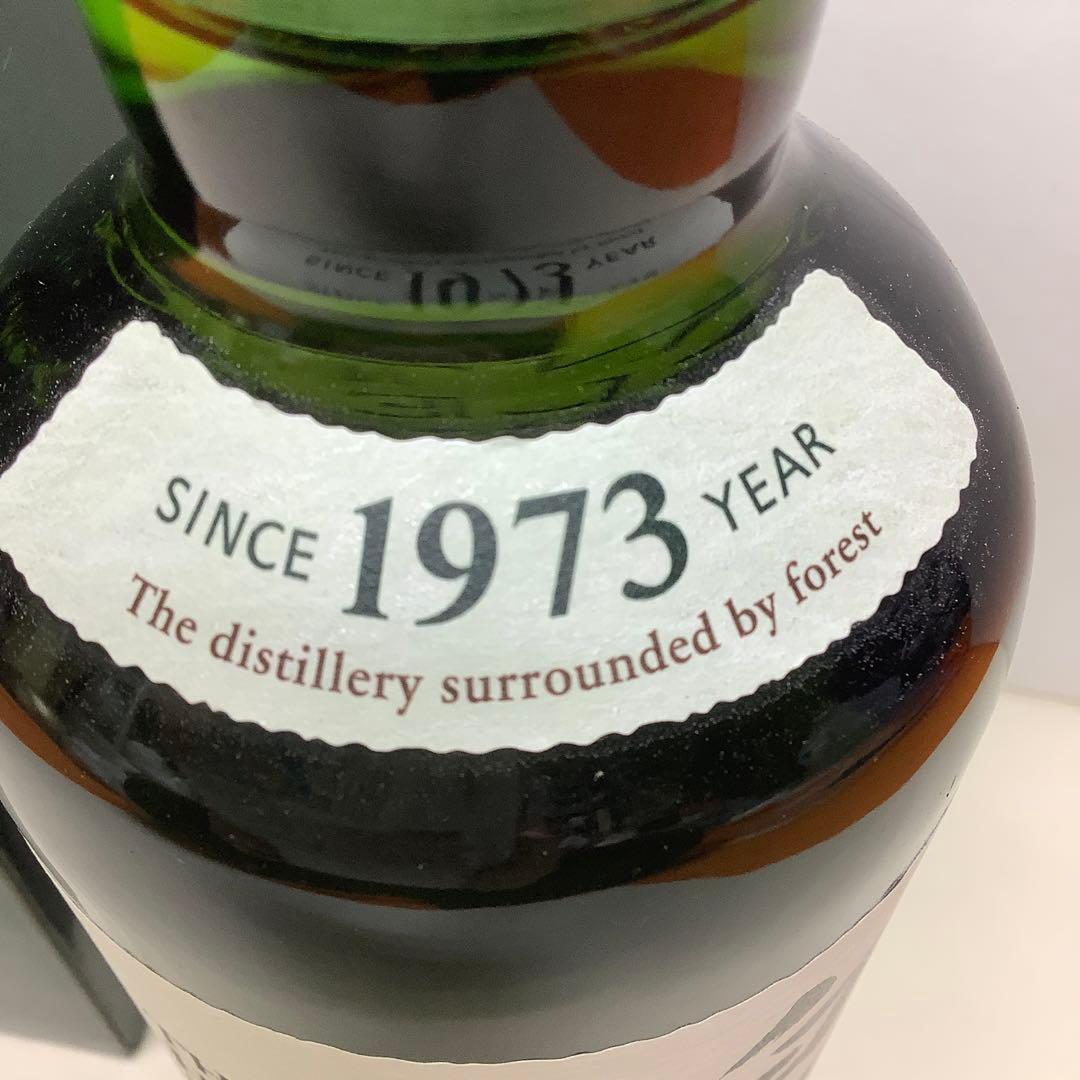 SINCE 1973 YEAR
The distillery surrounded by forest